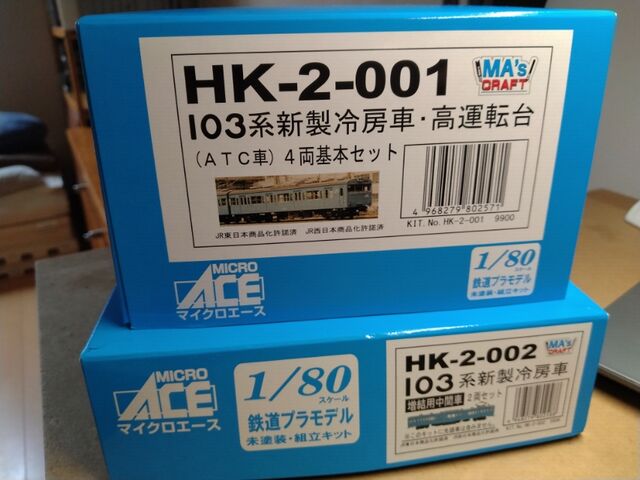 HK-2-001
MA's
CRAFT
103系新製冷房車・高運転台
(ATC車)4両基本セット
JR東日本商品化許諾済 JR西日本商品化許諾済
4 968279 802571
KIT.No.HK-2-001 9900
MICRO
ACE
マイクロエース
1/80
スケール
鉄道プラモデル
未塗装・組立キット
MICRO
ACE
マイクロエース
1/80
スケール
鉄道プラモデル
未塗装・組立キット
HK-2-002
MA's
CRAFT
103系新製冷房車
増結用中間車 2両セット